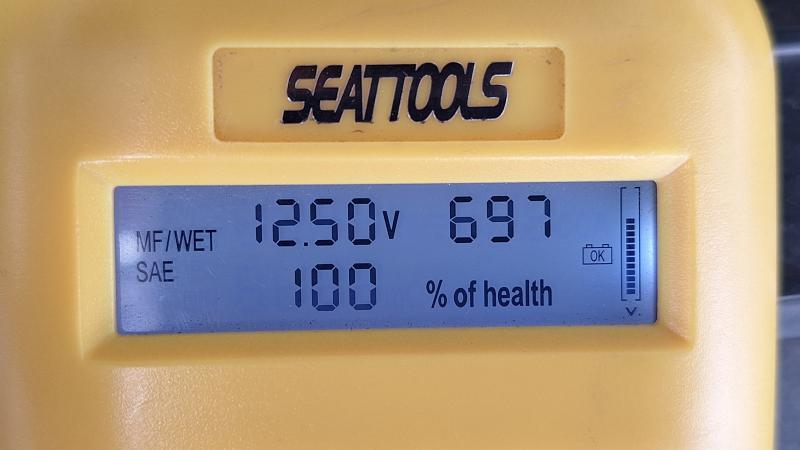 SEATTOOLS
MF/WET 12.50V 697
SAE 100 % of health
OK
V